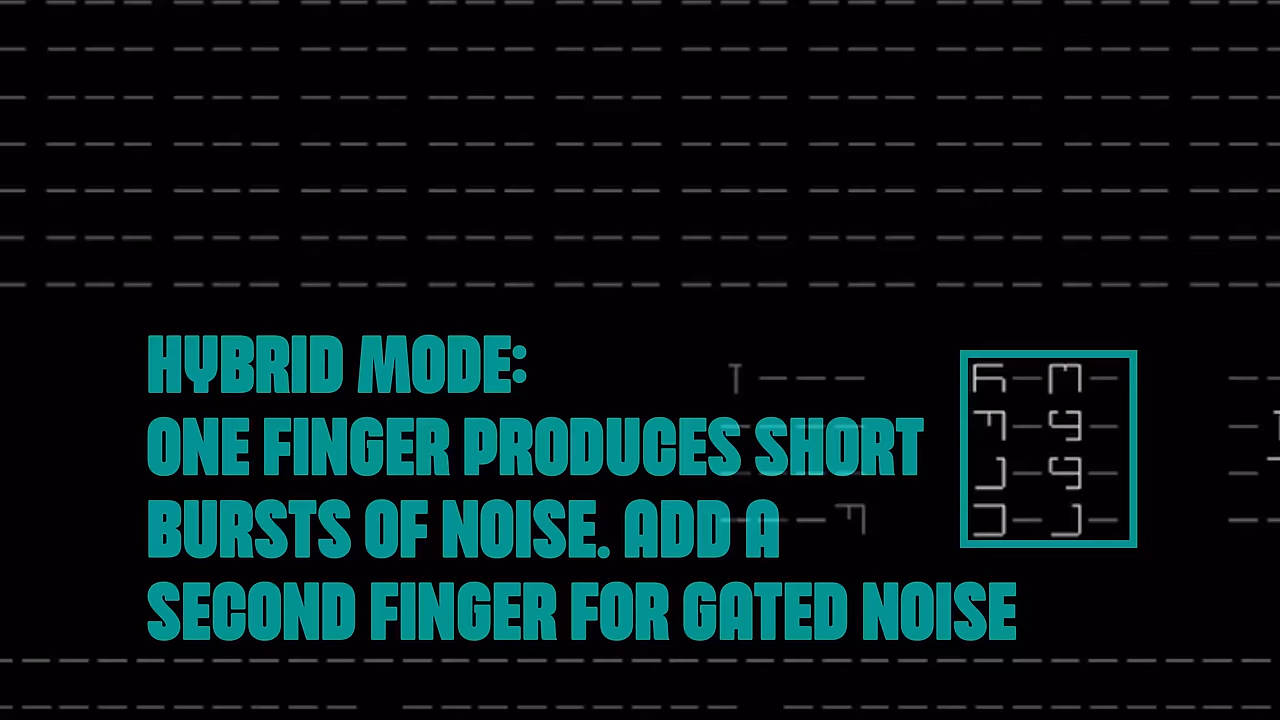 HYBRID MODE:
ONE FINGER PRODUCES SHORT
BURSTS OF NOISE. ADD A
SECOND FINGER FOR GATED NOISE